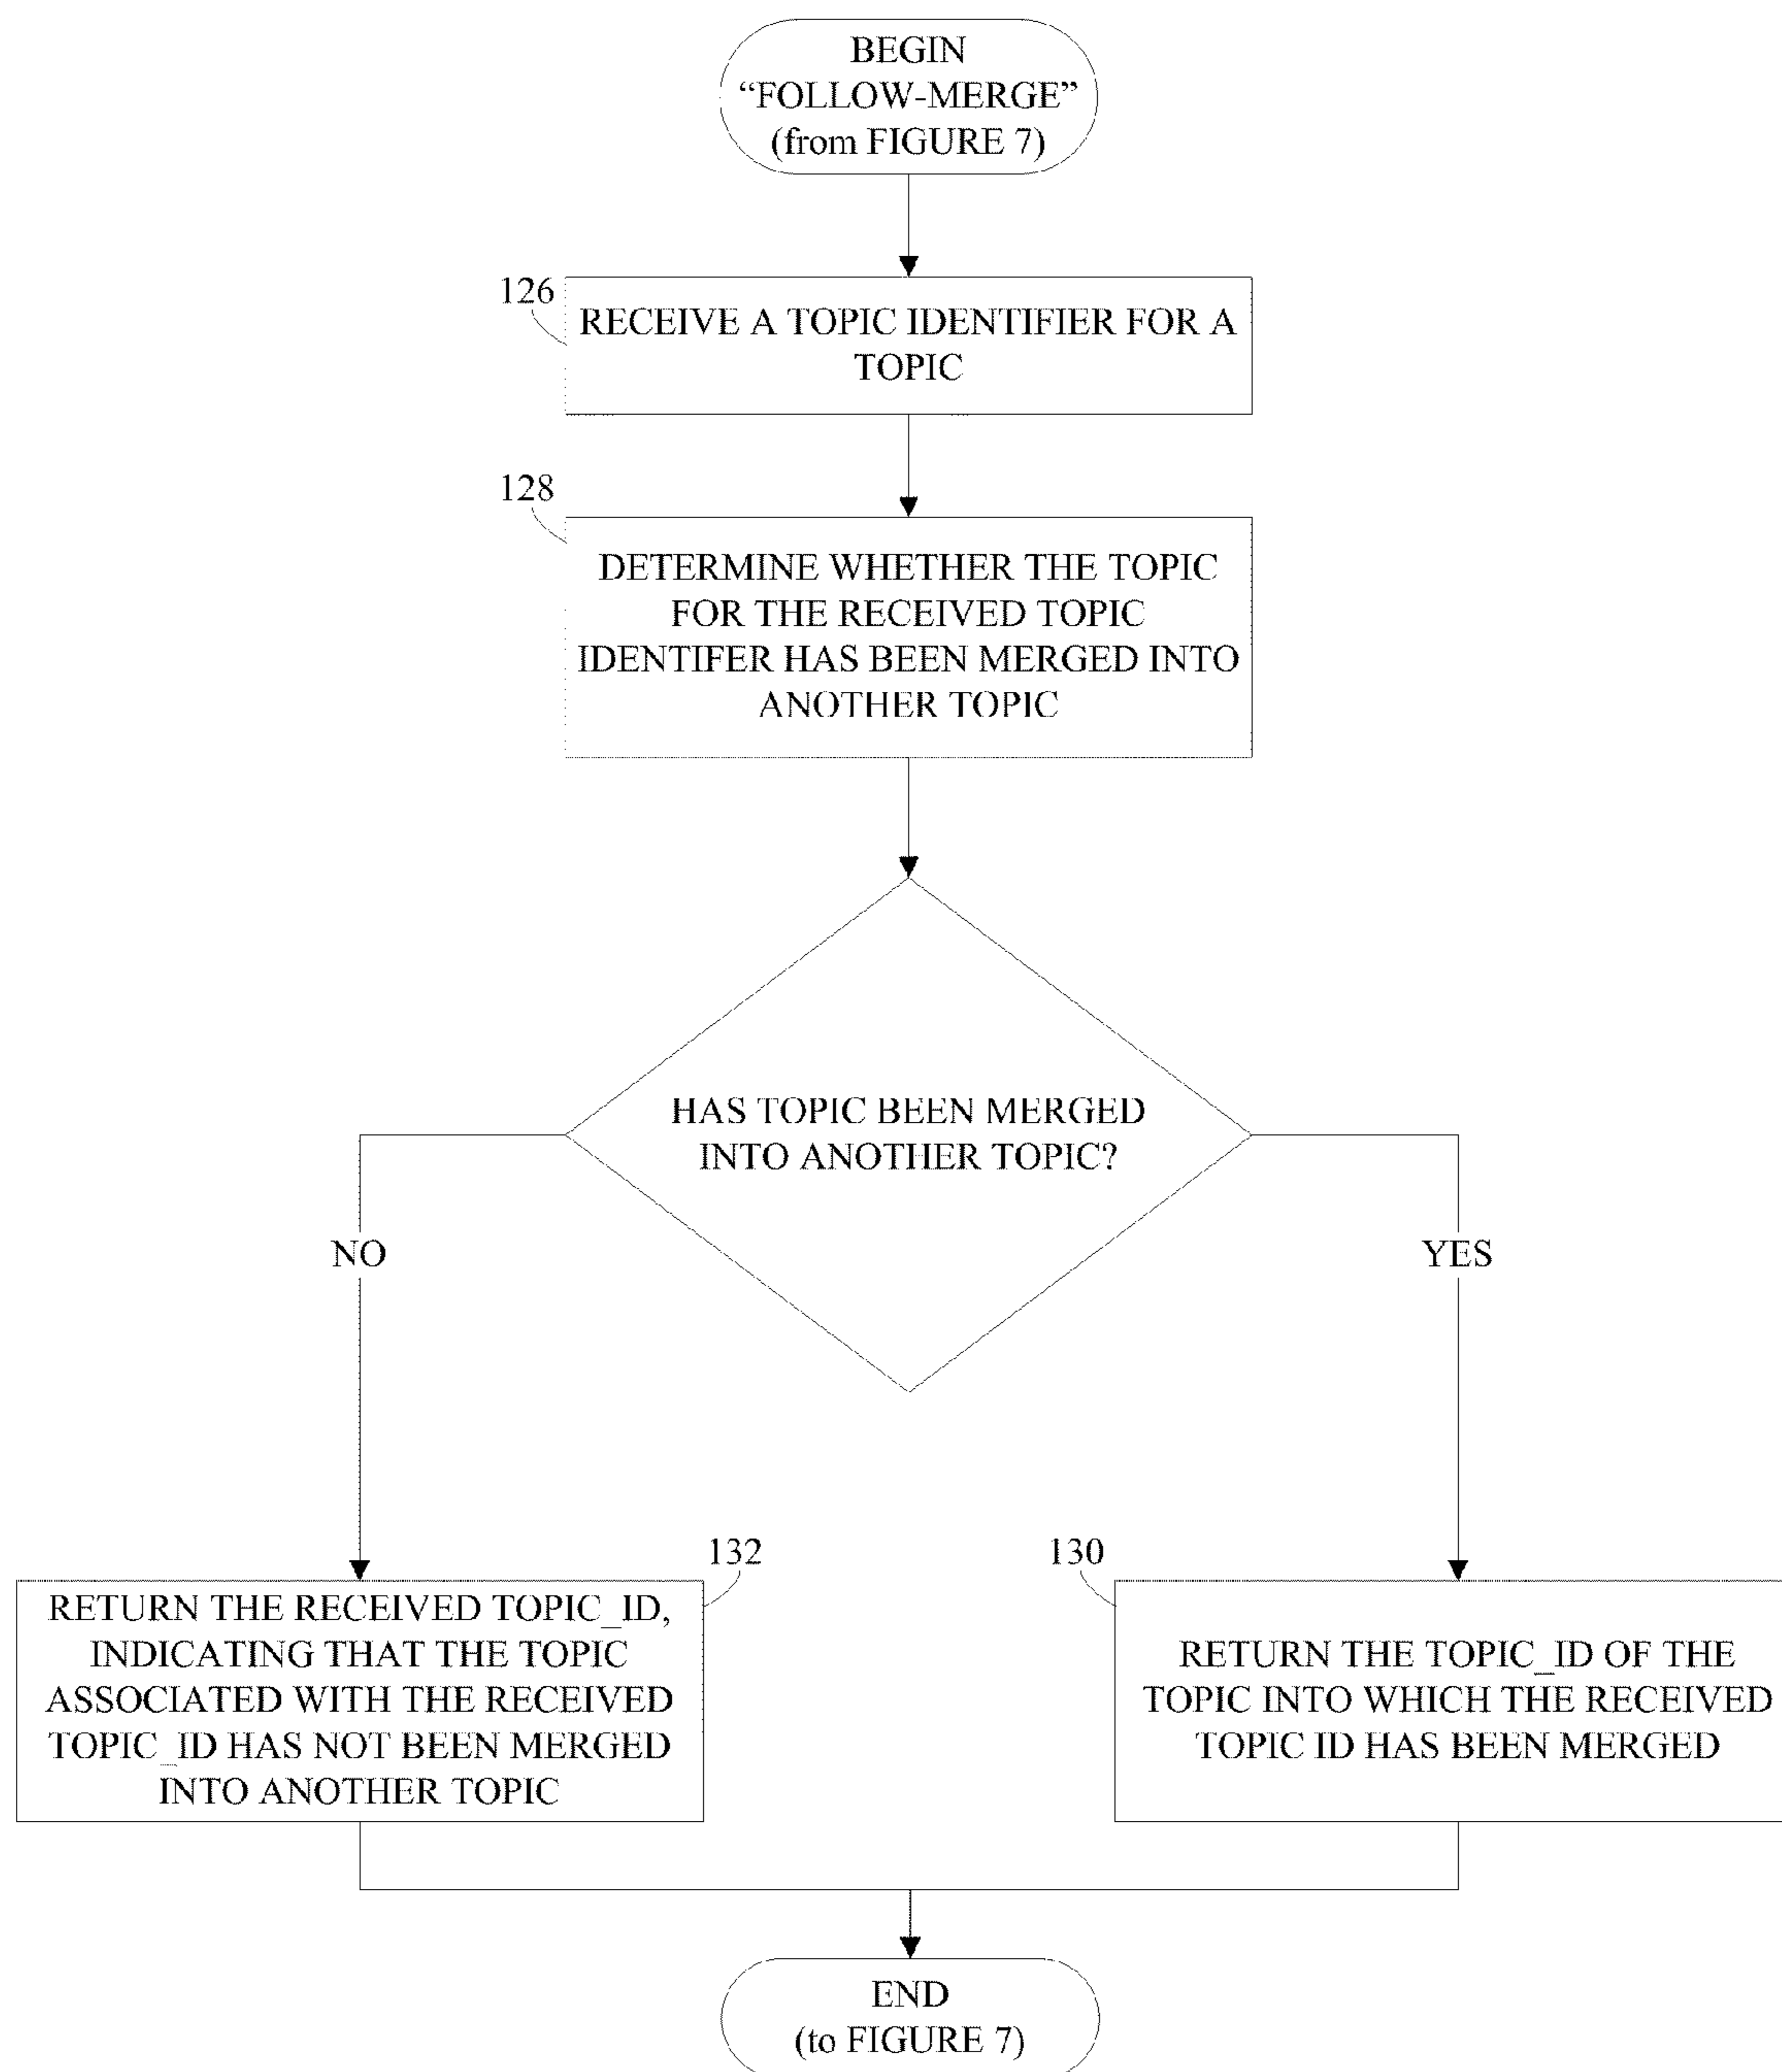 BEGIN
“FOLLOW-MERGE”
(from FIGURE 7)
126
RECEIVE A TOPIC IDENTIFIER FOR A
TOPIC
128
DETERMINE WHETHER THE TOPIC
FOR THE RECEIVED TOPIC
IDENTIFER HAS BEEN MERGED INTO
ANOTHER TOPIC
HAS TOPIC BEEN MERGED
INTO ANOTHER TOPIC?
NO
YES
132
RETURN THE RECEIVED TOPIC_ID,
INDICATING THAT THE TOPIC
ASSOCIATED WITH THE RECEIVED
TOPIC_ID HAS NOT BEEN MERGED
INTO ANOTHER TOPIC
130
RETURN THE TOPIC_ID OF THE
TOPIC INTO WHICH THE RECEIVED
TOPIC ID HAS BEEN MERGED
END
(to FIGURE 7)